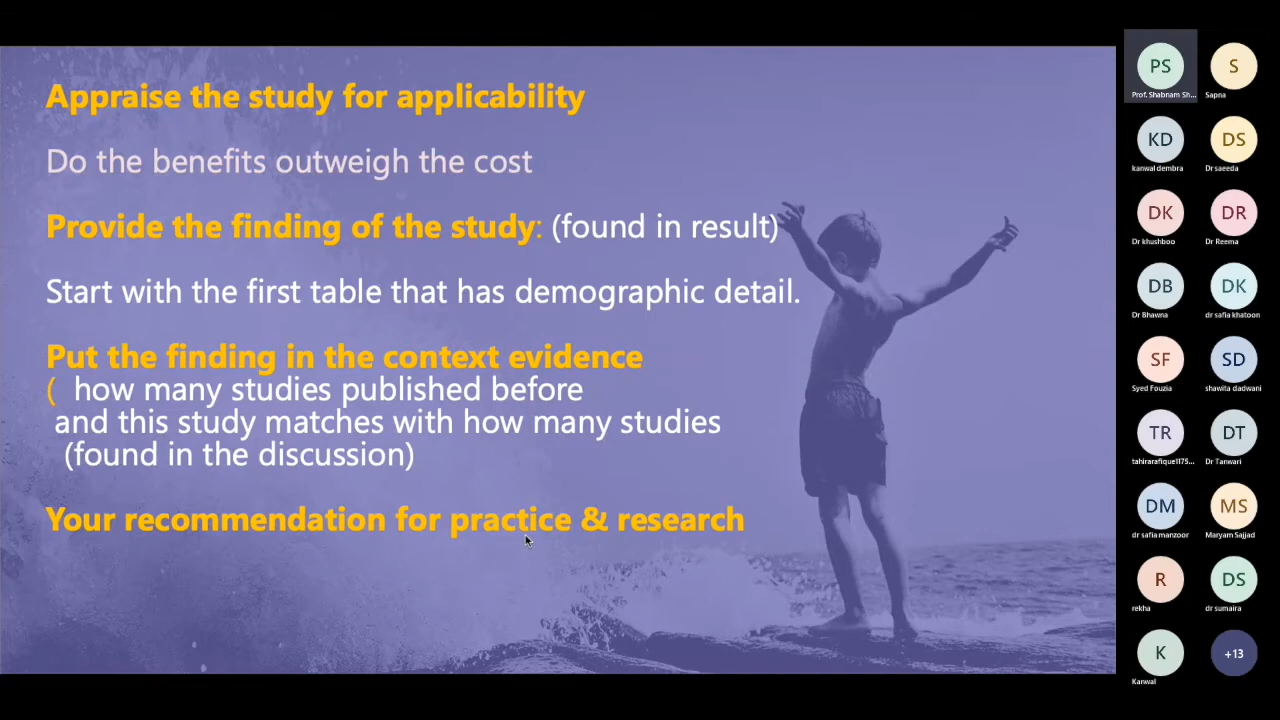 Appraise the study for applicability
Do the benefits outweigh the cost
Provide the finding of the study: (found in result)
Start with the first table that has demographic detail.
Put the finding in the context evidence
( how many studies published before
and this study matches with how many studies
(found in the discussion)
Your recommendation for practice & research
PS
Prof. Shabnam Sh...
S
Sapna
KD
kanwal dembra
DS
Dr saeeda
DK
Dr khushboo
DR
Dr Reema
DB
Dr Bhawna
DK
dr safia khatoon
SF
Syed Fouzia
SD
shawita dadwani
TR
tahirarafique1175...
DT
Dr Tanwari
DM
dr safia manzoor
MS
Maryam Sajjad
R
rekha
DS
dr sumaira
K
Kanwal
+13